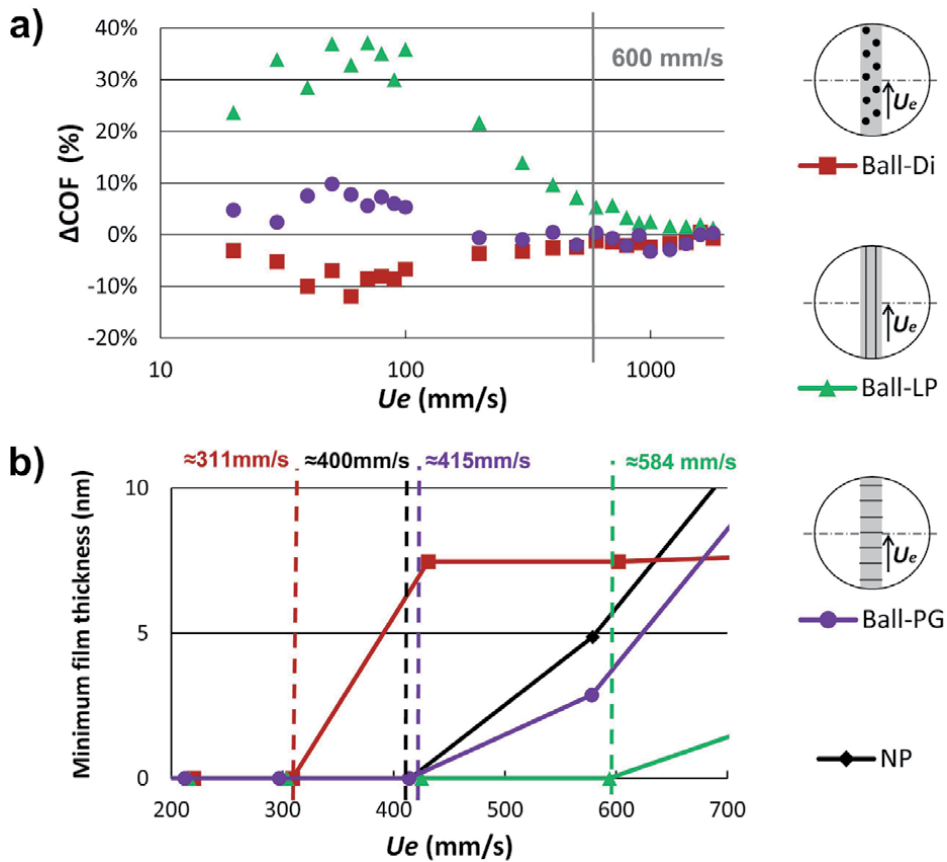 a)
40%
30%
20%
10%
0%
-10%
-20%
ΔCOF (%)
600 mm/s
10
100
1000
Ue (mm/s)
Ue
Ball-Di
Ue
Ball-LP
b)
≈311mm/s
≈400mm/s
≈415mm/s
≈584 mm/s
Minimum film thickness (nm)
10
5
0
200
300
400
500
600
700
Ue (mm/s)
Ue
Ball-PG
NP